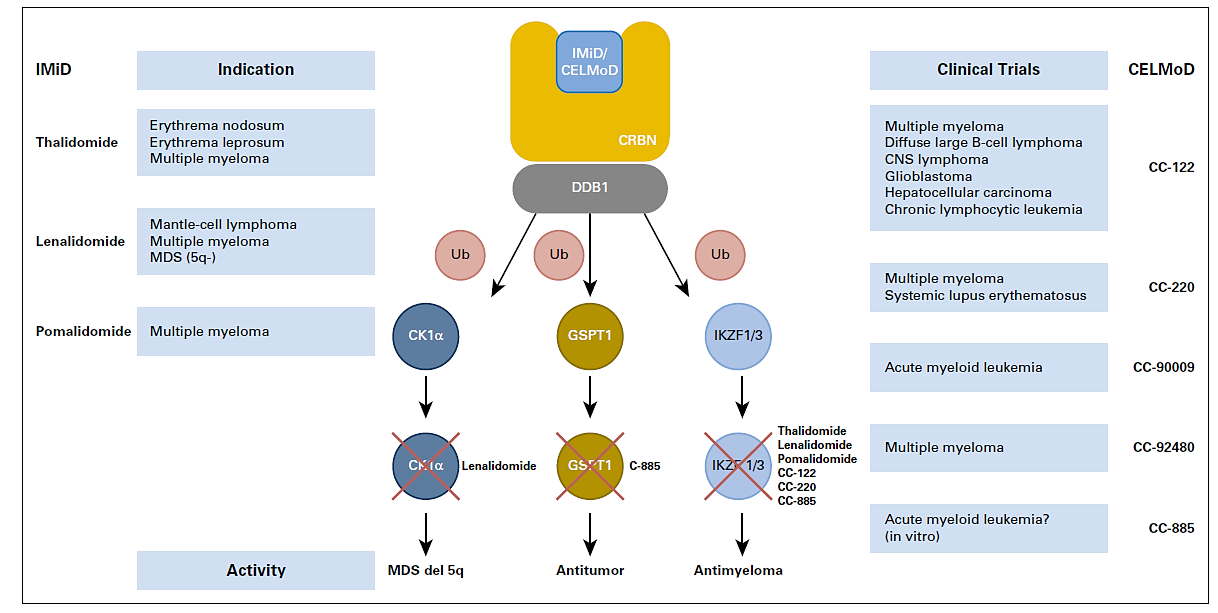 IMiD
Indication
Thalidomide
Erythrema nodosum
Erythrema leprosum
Multiple myeloma
Lenalidomide
Mantle-cell lymphoma
Multiple myeloma
MDS (5q-)
Pomalidomide
Multiple myeloma
IMiD/
CELMoD
CRBN
DDB1
Ub
Ub
Ub
CK1α
GSPT1
IKZF1/3
CK1α
Lenalidomide
GSPT1
C-885
IKZF1/3
Thalidomide
Lenalidomide
Pomalidomide
CC-122
CC-220
CC-885
Activity
MDS del 5q
Antitumor
Antimyeloma
Clinical Trials
CELMoD
Multiple myeloma
Diffuse large B-cell lymphoma
CNS lymphoma
Glioblastoma
Hepatocellular carcinoma
Chronic lymphocytic leukemia
CC-122
Multiple myeloma
Systemic lupus erythematosus
CC-220
Acute myeloid leukemia
CC-90009
Multiple myeloma
CC-92480
Acute myeloid leukemia?
(in vitro)
CC-885